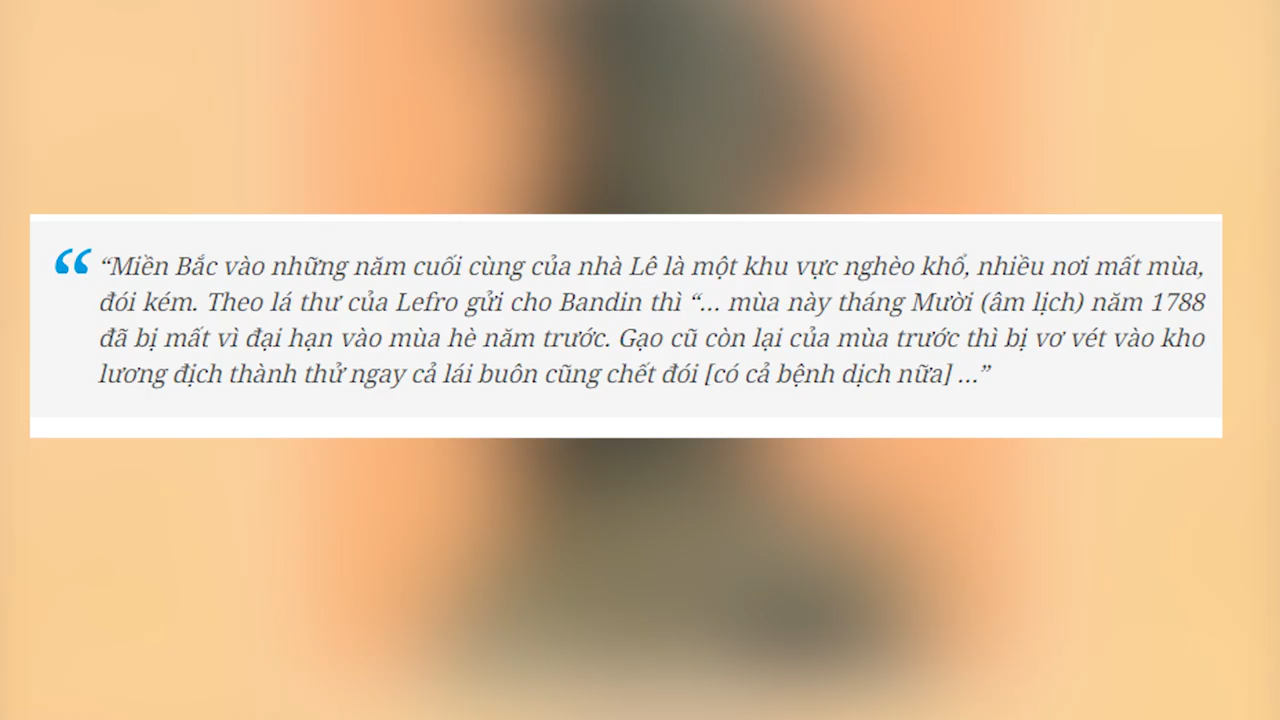 “Miền Bắc vào những năm cuối cùng của nhà Lê là một khu vực nghèo khổ, nhiều nơi mất mùa,
đói kém. Theo lá thư của Lefro gửi cho Bandin thì “... mùa này tháng Mười (âm lịch) năm 1788
đã bị mất vì đại hạn vào mùa hè năm trước. Gạo cũ còn lại của mùa trước thì bị vơ vét vào kho
lương địch thành thử ngay cả lái buôn cũng chết đói [có cả bệnh dịch nữa] ...”